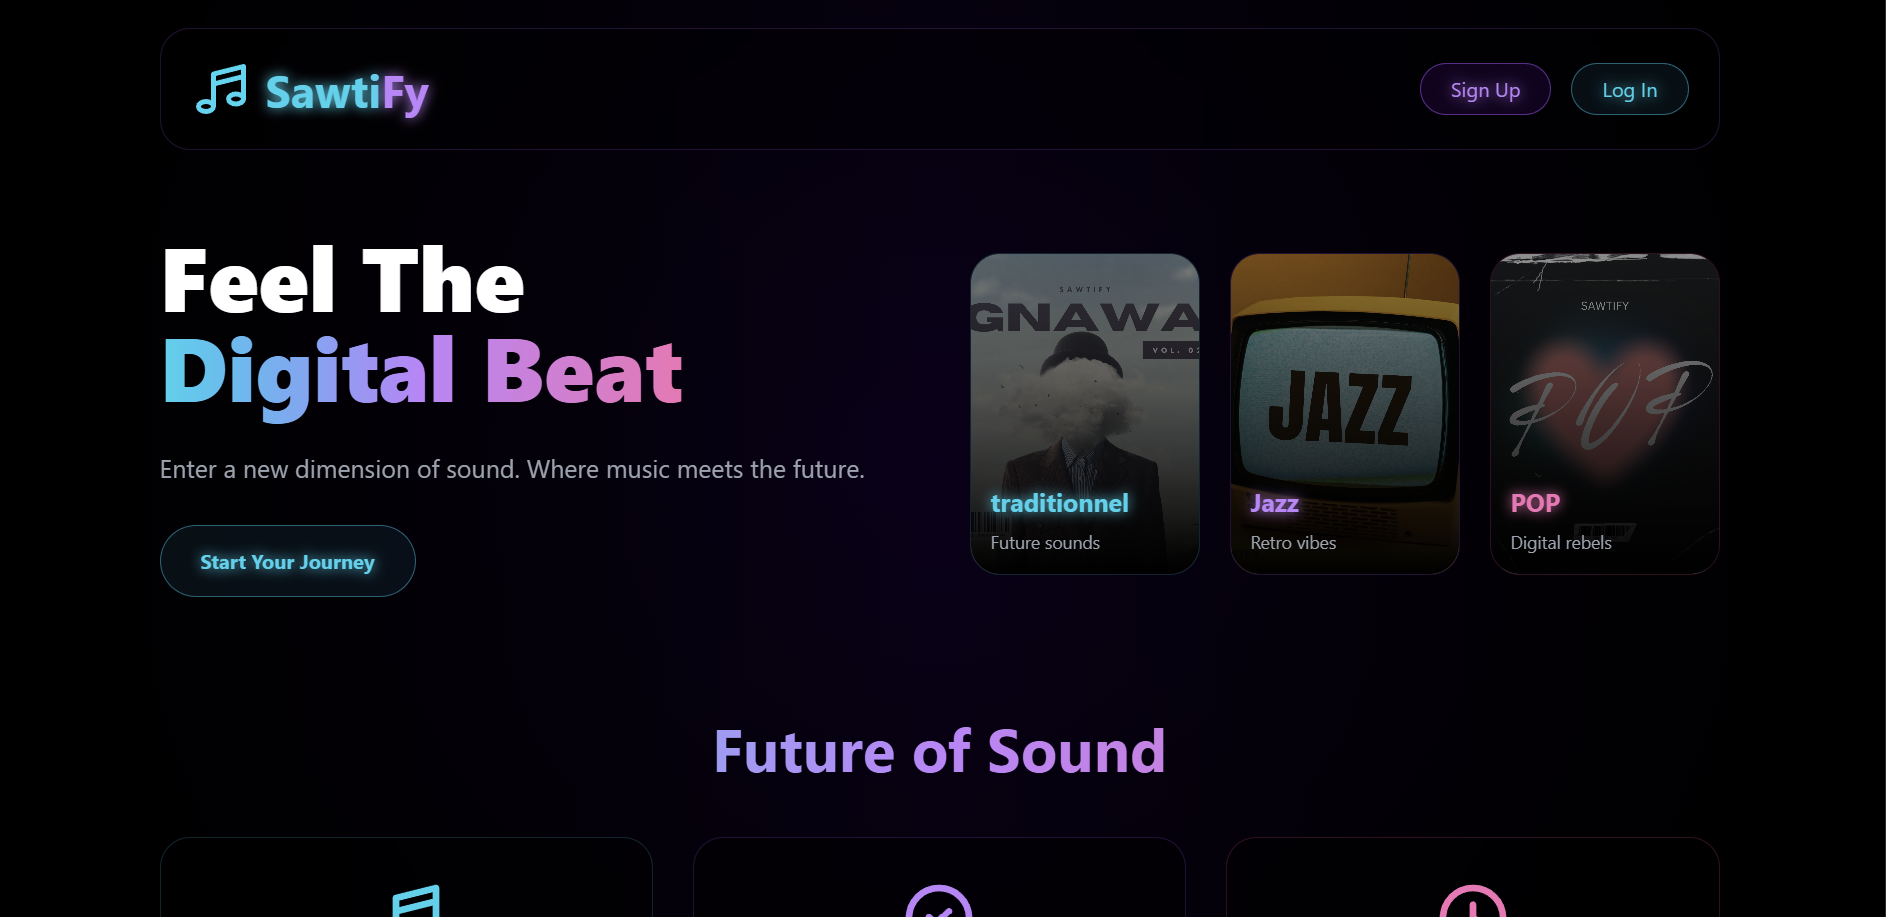 SawtiFy
Sign Up
Log In
Feel The
Digital Beat
Enter a new dimension of sound. Where music meets the future.
Start Your Journey
SAWTIFY
GNAWA
VOL. 02
traditionnel
Future sounds
JAZZ
Jazz
Retro vibes
SAWTIFY
POP
POP
Digital rebels
Future of Sound